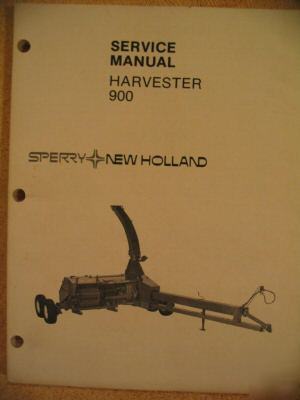 SERVICE
MANUAL
HARVESTER
900
SPERRY NEW HOLLAND